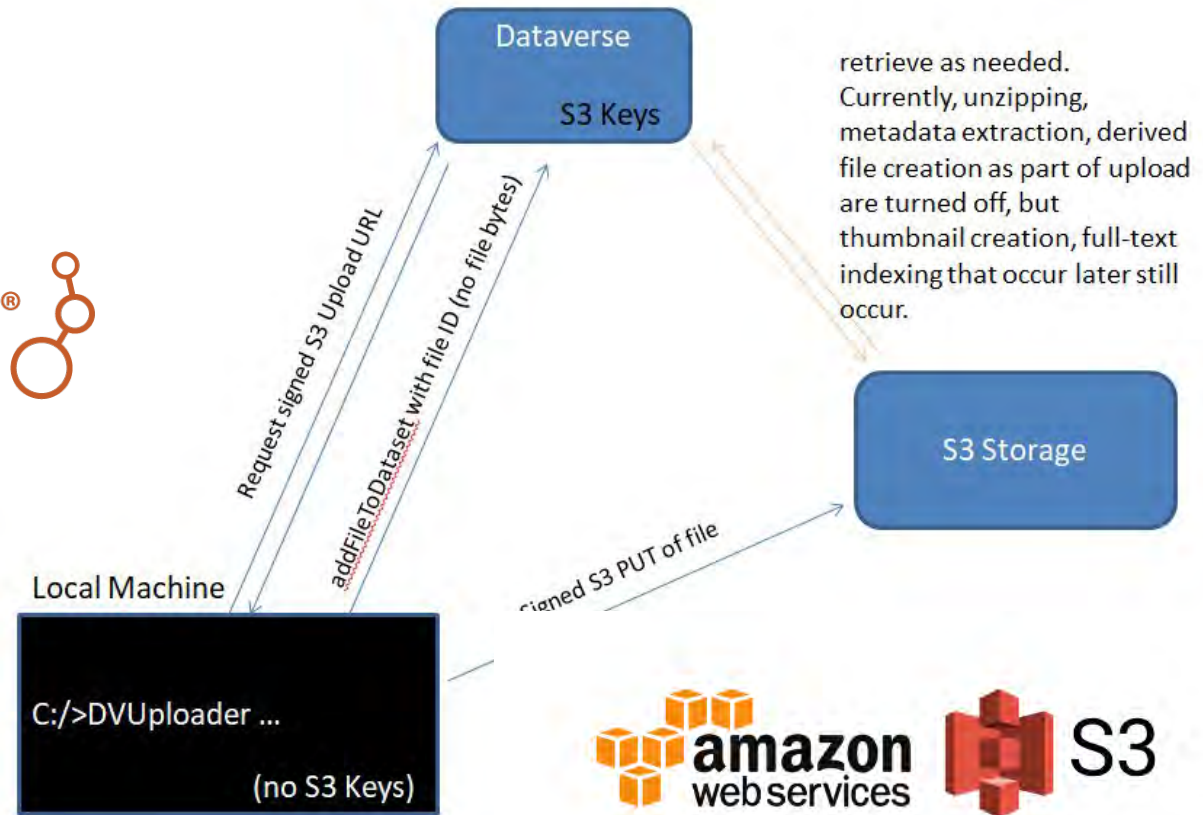 Dataverse
S3 Keys
retrieve as needed.
Currently, unzipping,
metadata extraction, derived
file creation as part of upload
are turned off, but
thumbnail creation, full-text
indexing that occur later still
occur.
®
Request signed S3 Upload URL
addFileToDataset with file ID (no file bytes)
S3 Storage
Signed S3 PUT of file
Local Machine
C:/>DVUploader ...
(no S3 Keys)
amazon
web services
S3